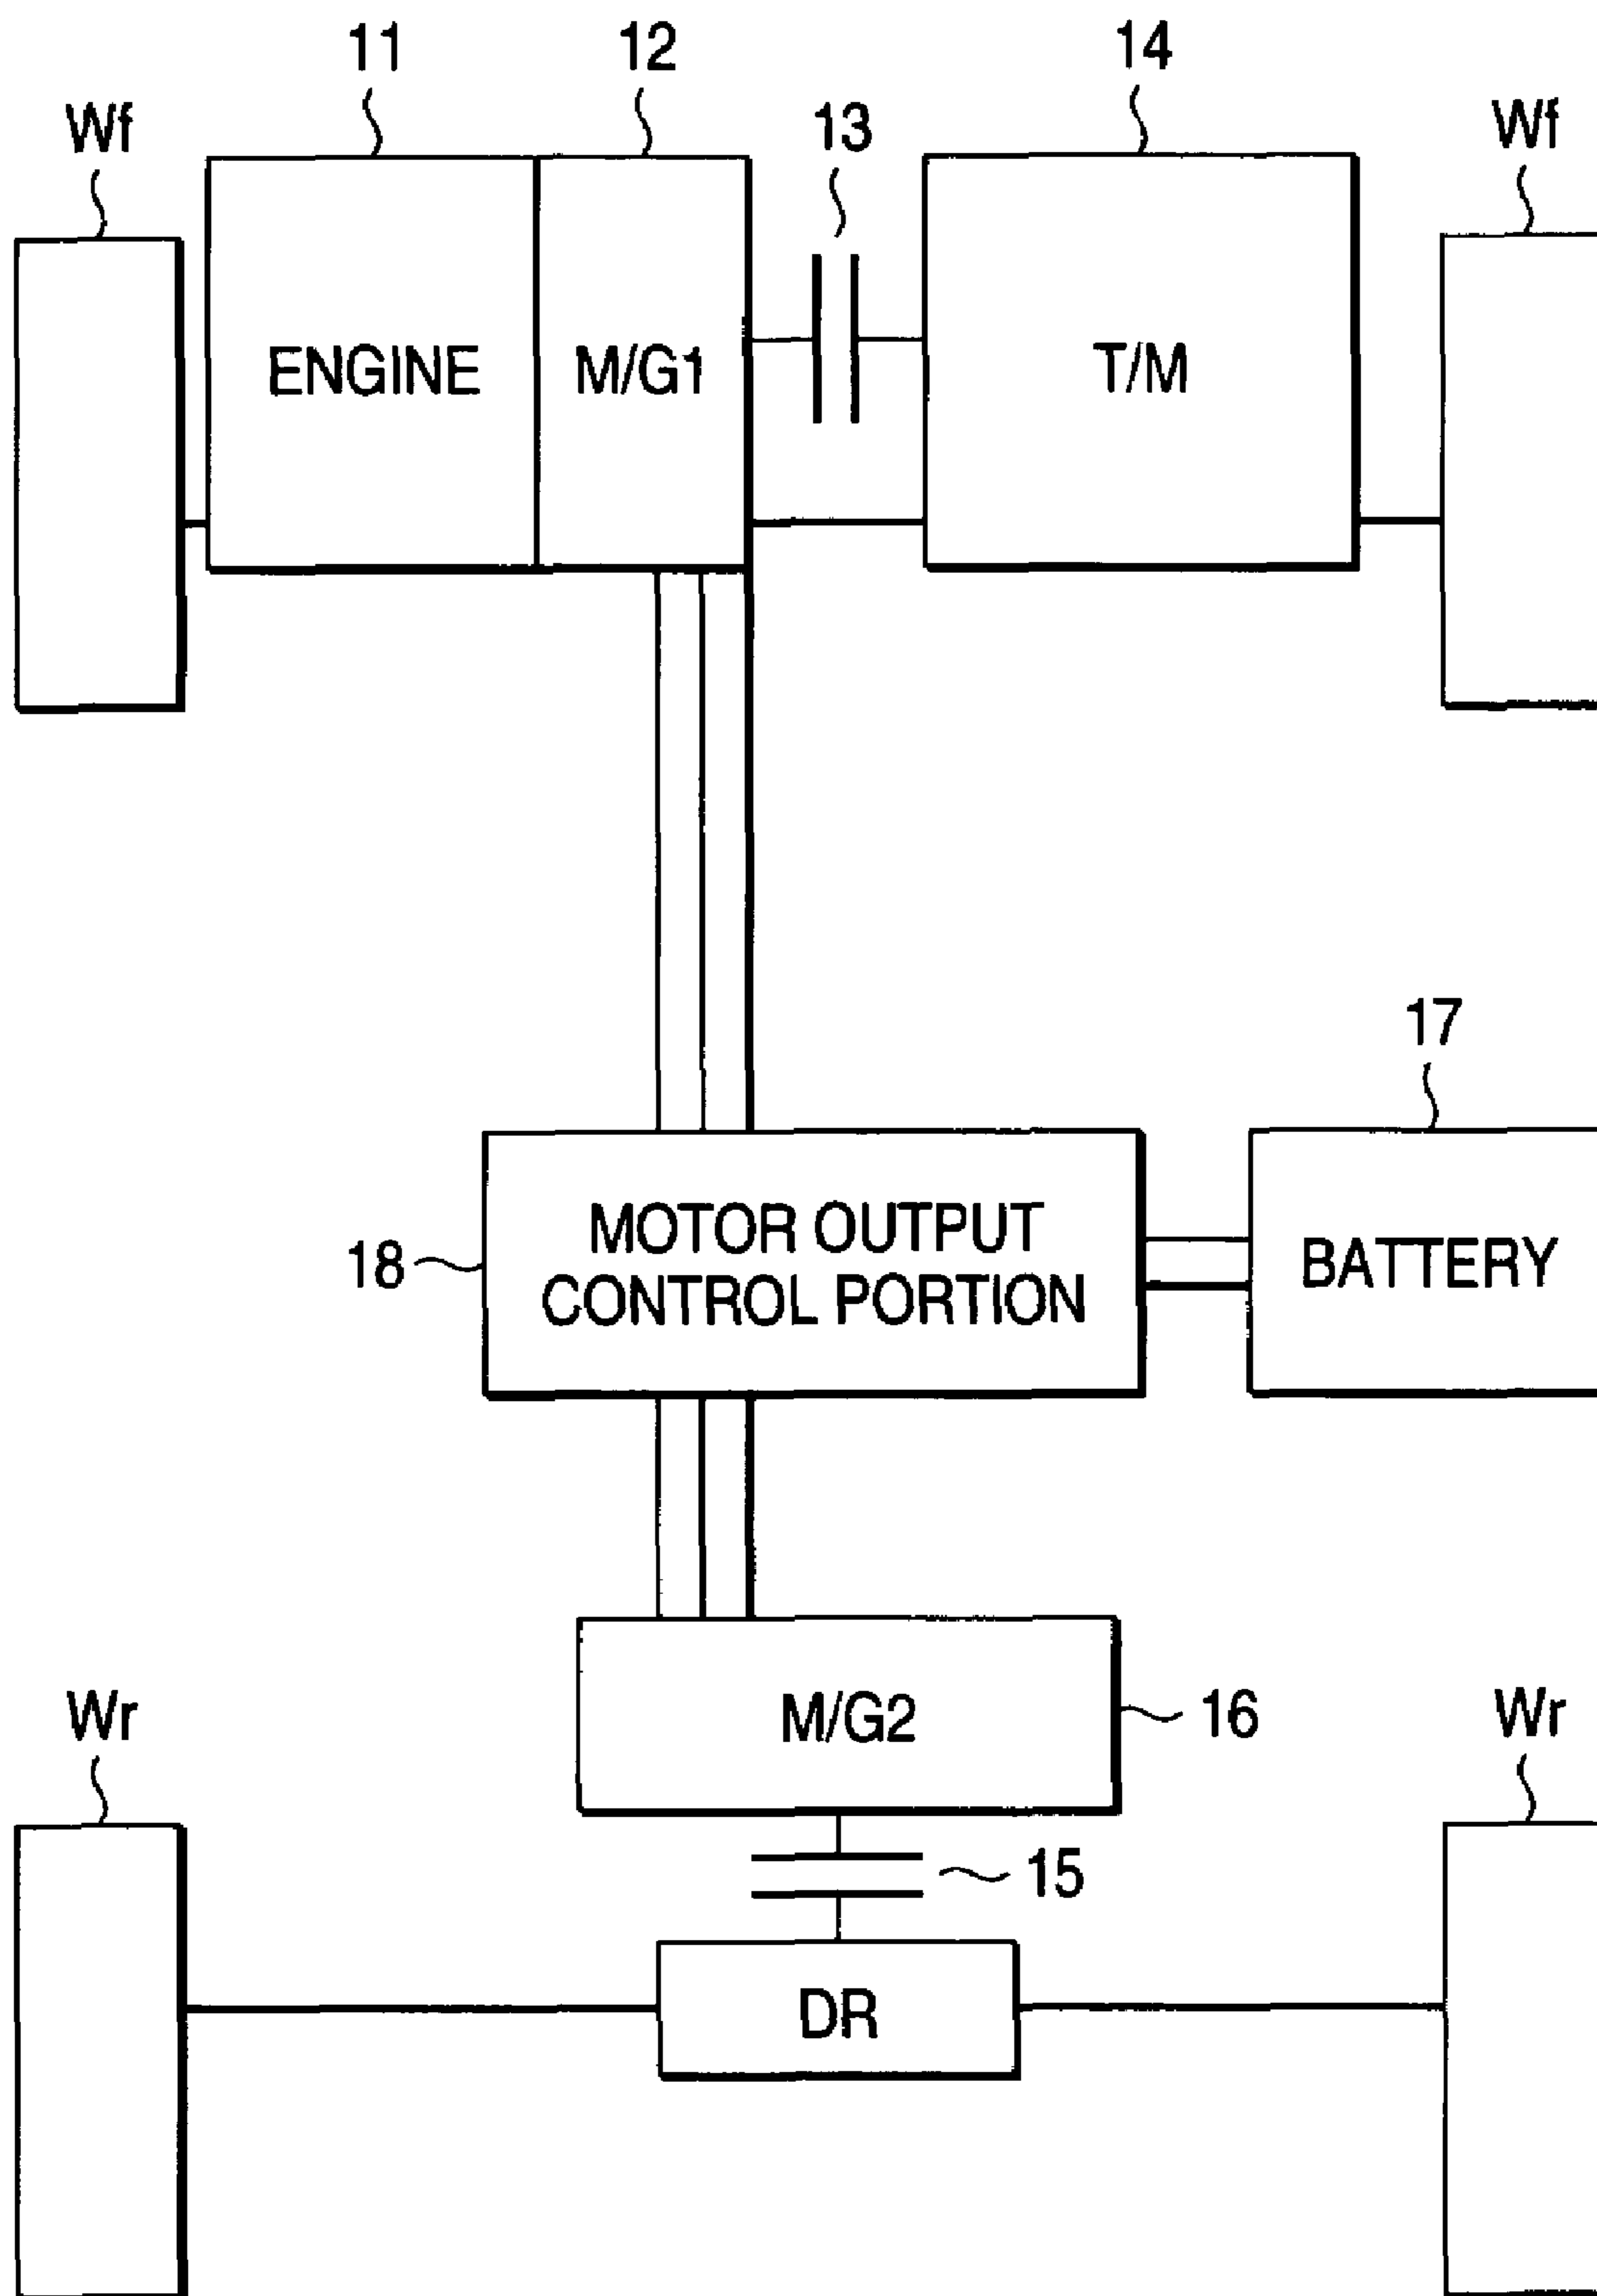 11
12
14
Wf
13
Wf
ENGINE
M/G1
T/M
17
18
MOTOR OUTPUT
CONTROL PORTION
BATTERY
Wr
M/G2
16
Wr
15
DR